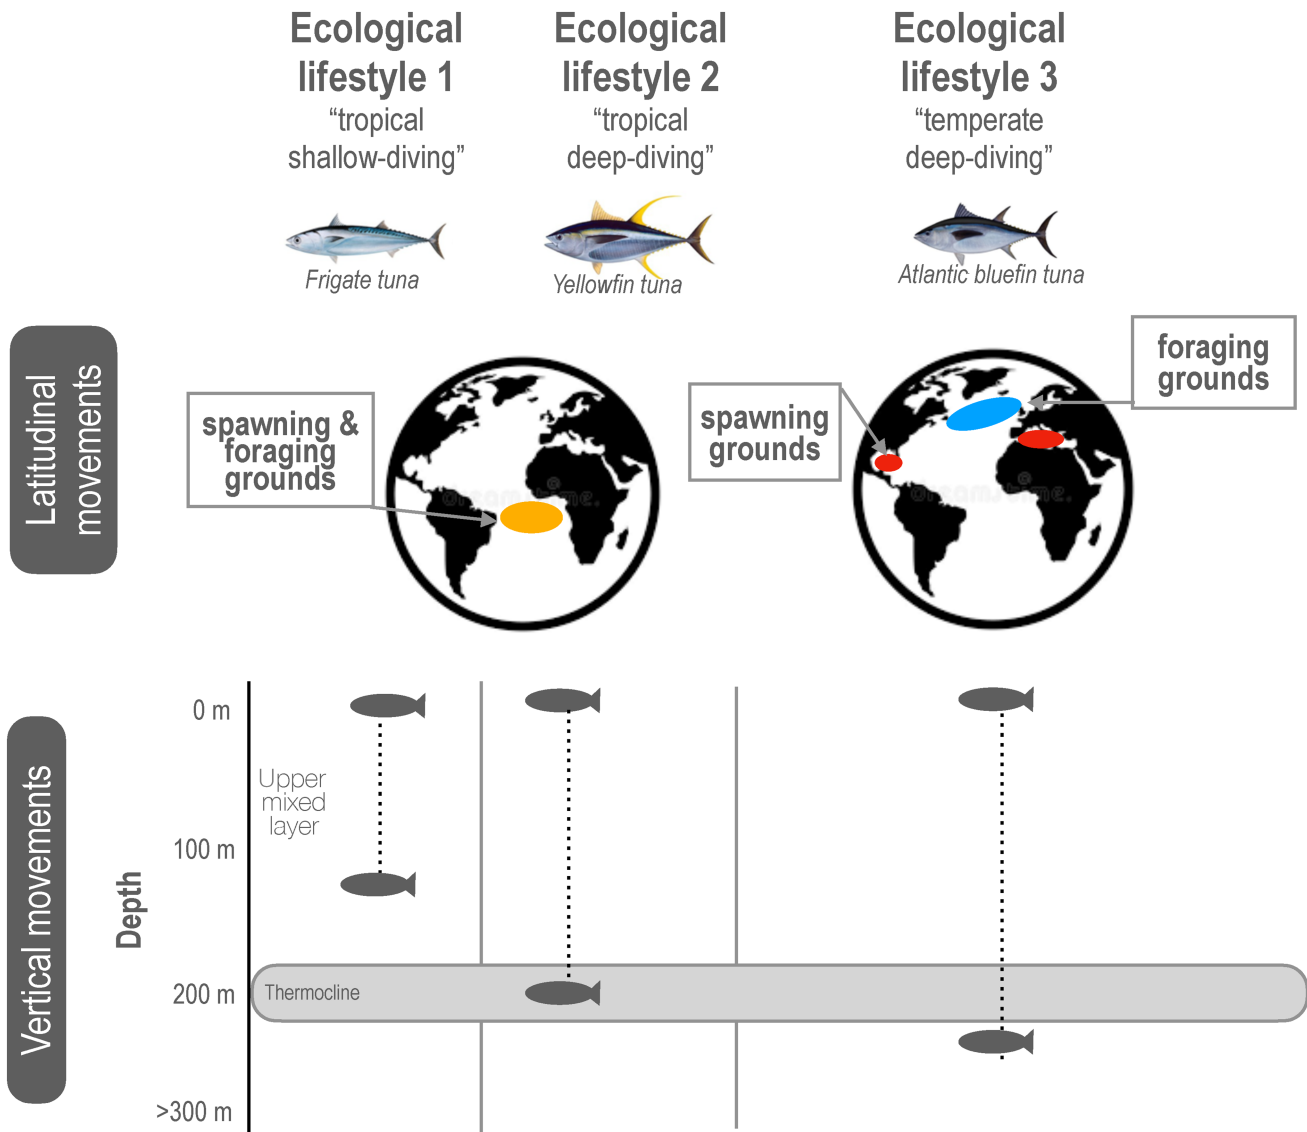 Ecological
lifestyle 1
“tropical
shallow-diving”
Frigate tuna
Ecological
lifestyle 2
“tropical
deep-diving”
Yellowfin tuna
Ecological
lifestyle 3
“temperate
deep-diving”
Atlantic bluefin tuna
Latitudinal
movements
spawning &
foraging
grounds
dreamstime.
spawning
grounds
foraging
grounds
dreamstime.
Vertical movements
Depth
0 m
100 m
200 m
>300 m
Upper
mixed
layer
Thermocline